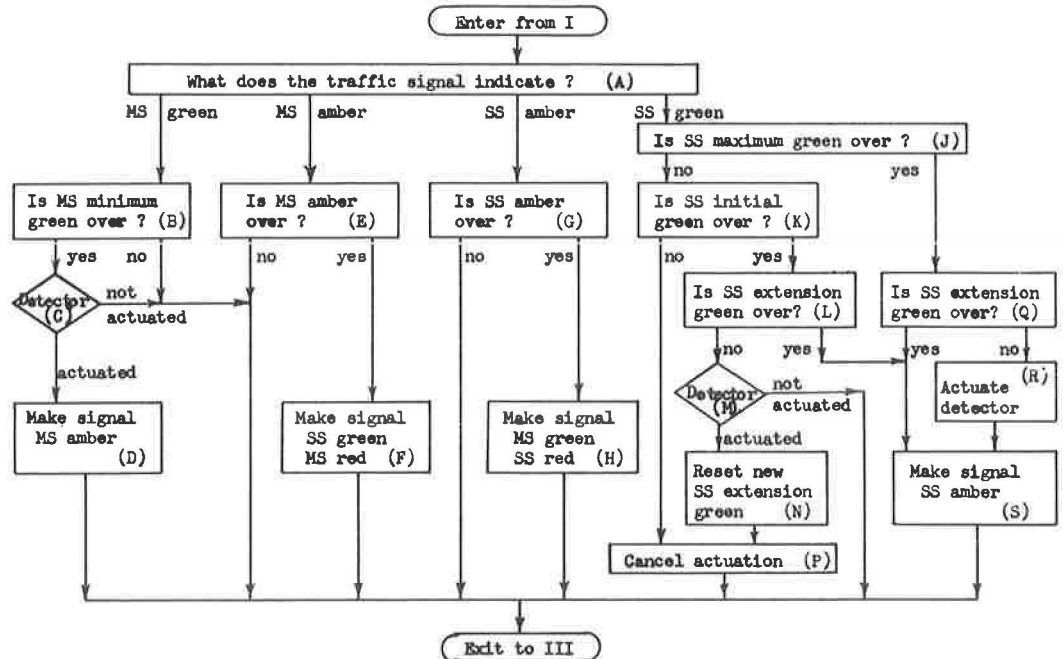 Enter from I
What does the traffic signal indicate ? (A)
MS green
MS amber
SS amber
SS green
Is SS maximum green over ? (J)
no
yes
Is MS minimum
green over ? (B)
Is MS amber
over ? (E)
Is SS amber
over ? (G)
Is SS initial
green over ? (K)
yes
no
no
yes
no
yes
no
yes
Detector
(C)
not
actuated
Is SS extension
green over? (L)
Is SS extension
green over? (Q)
no
yes
yes
no
actuated
Detector
(M)
not
actuated
(R)
Actuate
detector
Make signal
MS amber
(D)
Make signal
SS green
MS red (F)
Make signal
MS green
SS red (H)
actuated
Reset new
SS extension
green (N)
Make signal
SS amber
(S)
Cancel actuation (P)
Exit to III